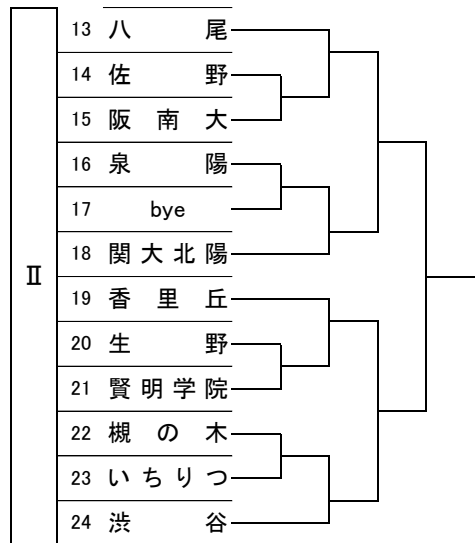 Ⅱ
13 八尾
14 佐野
15 阪南大
16 泉陽
17 bye
18 関大北陽
19 香里丘
20 生野
21 賢明学院
22 槻の木
23 いちりつ
24 渋谷